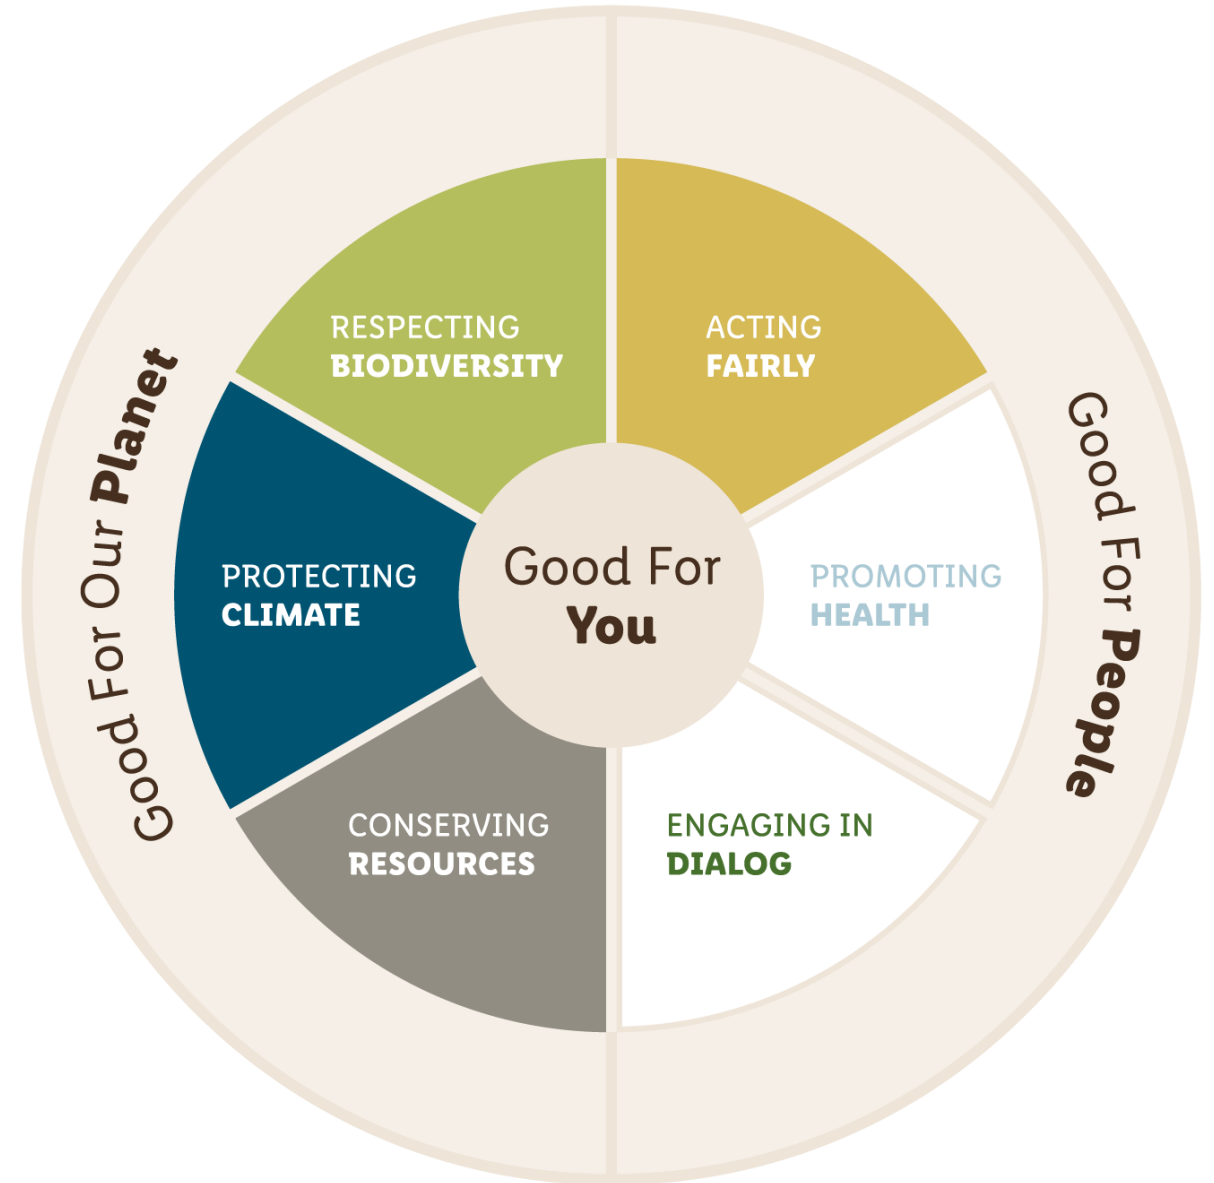 RESPECTING
BIODIVERSITY
ACTING
FAIRLY
Good For Our Planet
PROTECTING
CLIMATE
Good For
You
PROMOTING
HEALTH
Good For People
CONSERVING
RESOURCES
ENGAGING IN
DIALOG